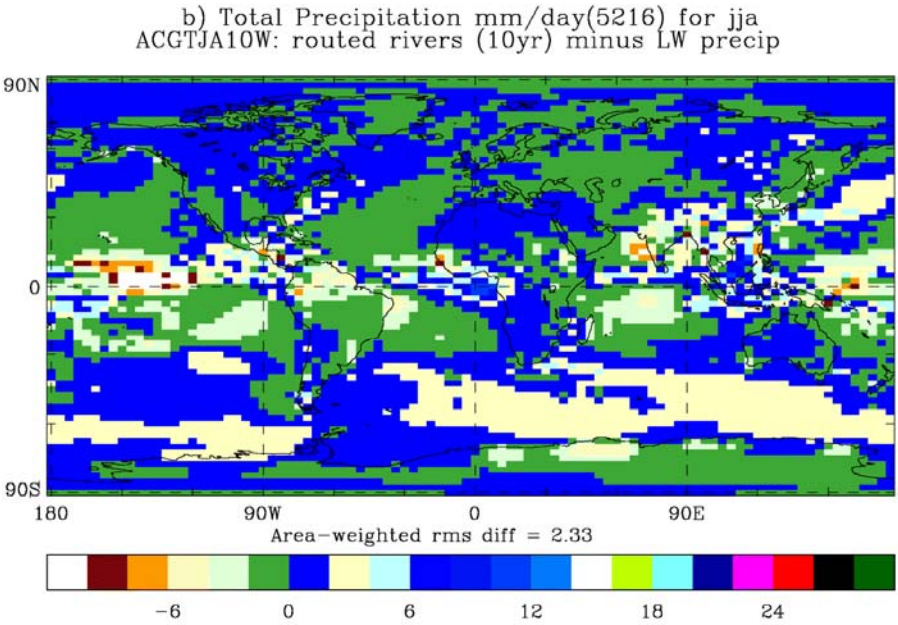 b) Total Precipitation mm/day(5216) for jja
ACGTJA10W: routed rivers (10yr) minus LW precip
90N
0
90S
180 90W 0 90E
Area-weighted rms diff = 2.33
-6 0 6 12 18 24